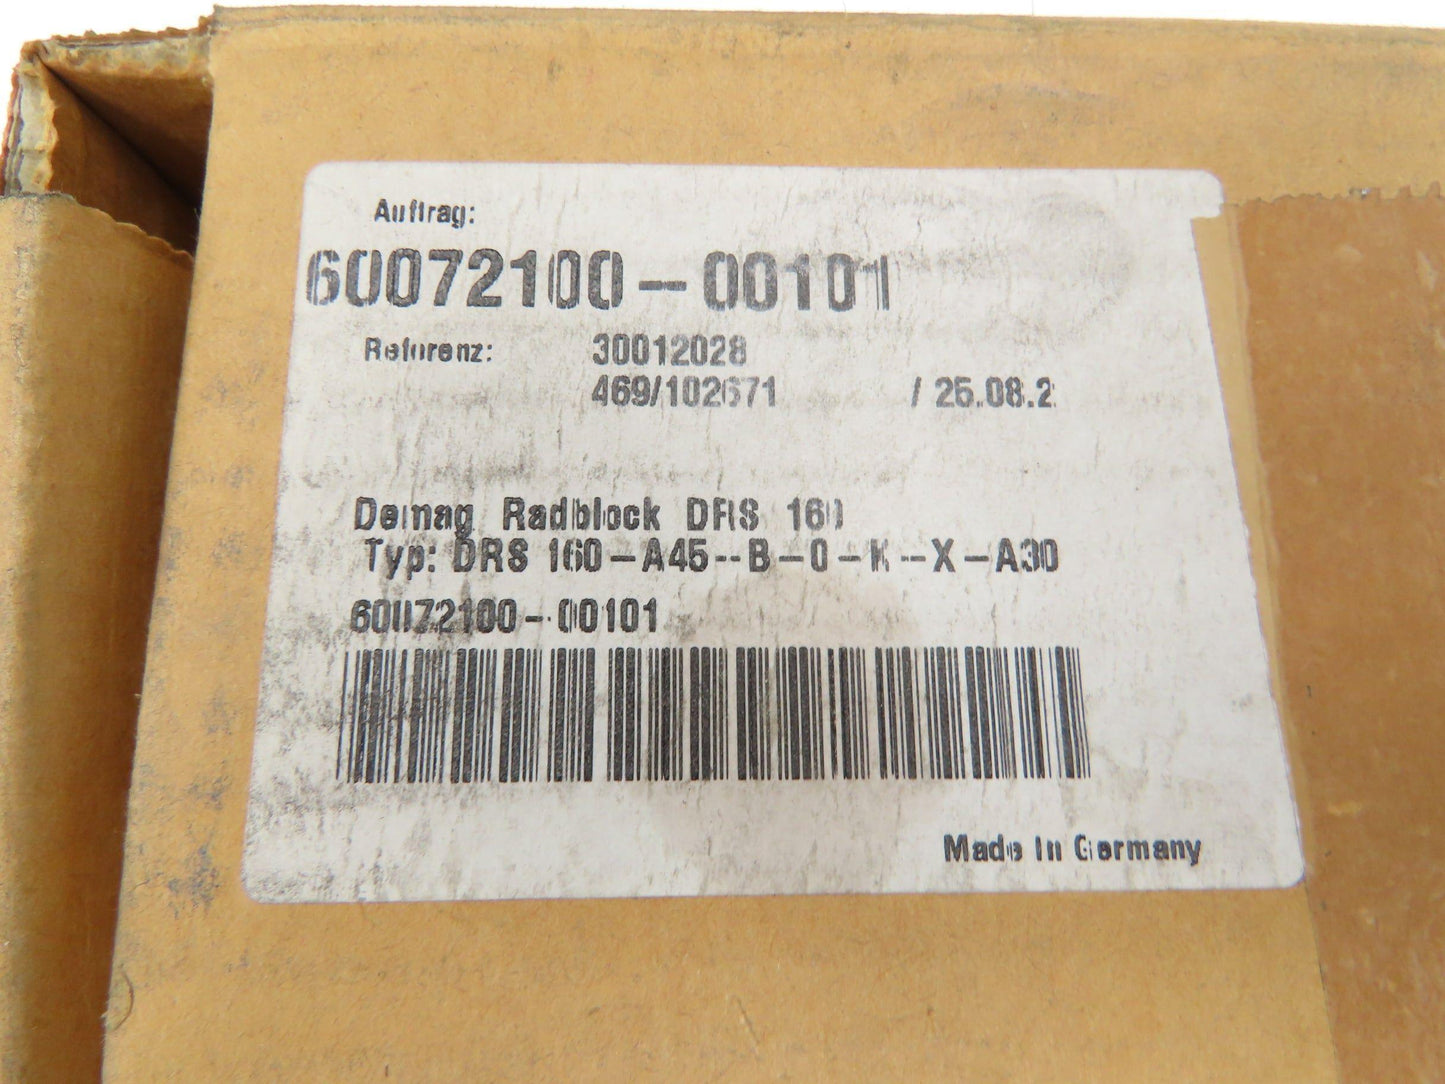 Auftrag:
60072100-00101
Referenz: 30012028
469/102671 / 25.08.2
Demag Radblock DRS 160
Typ: DRS 160-A45-B-0-K-X-A30
60072100-00101
Made In Germany